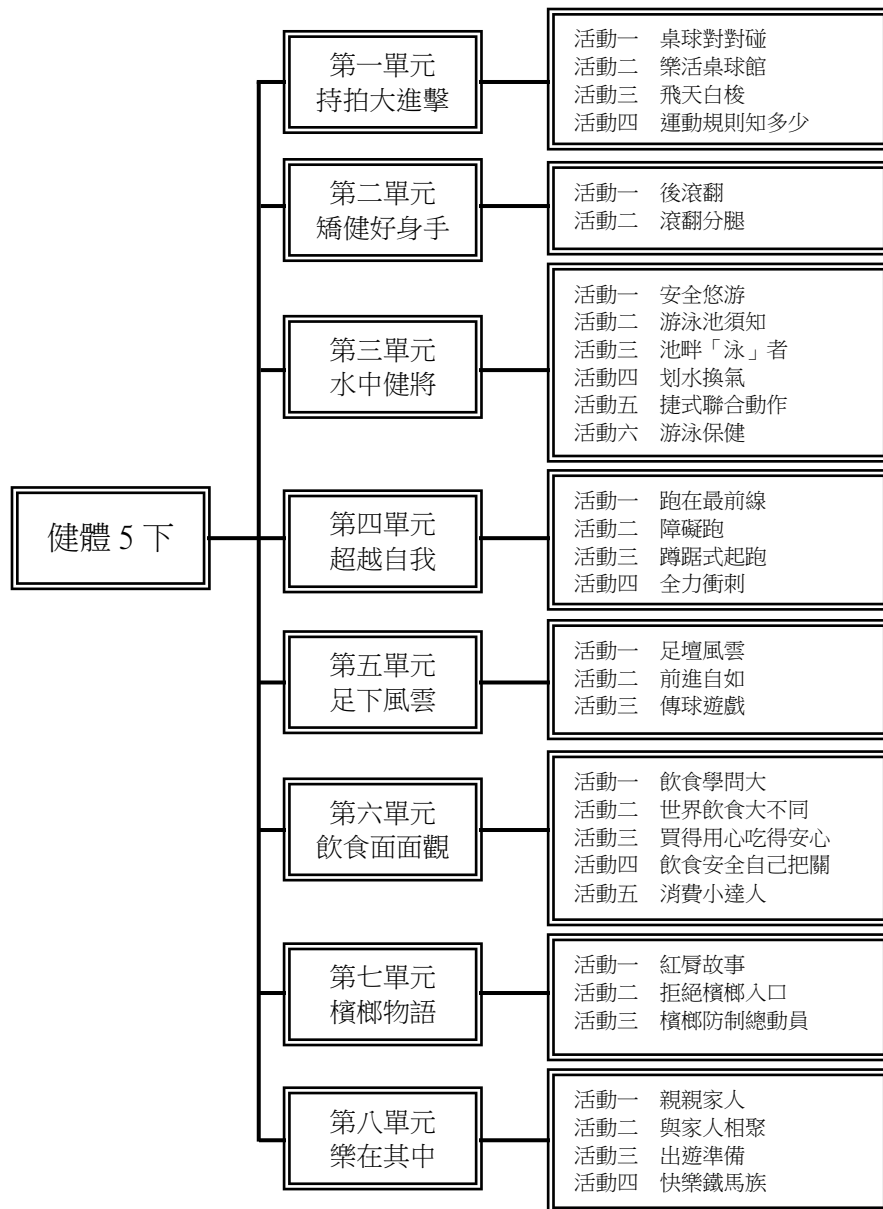 健體 5 下
第一單元
持拍大進擊
活動一　桌球對對碰
活動二　樂活桌球館
活動三　飛天白梭
活動四　運動規則知多少
第二單元
矯健好身手
活動一　後滾翻
活動二　滾翻分腿
第三單元
水中健將
活動一　安全悠游
活動二　游泳池須知
活動三　池畔「泳」者
活動四　划水換氣
活動五　捷式聯合動作
活動六　游泳保健
第四單元
超越自我
活動一　跑在最前線
活動二　障礙跑
活動三　蹲踞式起跑
活動四　全力衝刺
第五單元
足下風雲
活動一　足壇風雲
活動二　前進自如
活動三　傳球遊戲
第六單元
飲食面面觀
活動一　飲食學問大
活動二　世界飲食大不同
活動三　買得用心吃得安心
活動四　飲食安全自己把關
活動五　消費小達人
第七單元
檳榔物語
活動一　紅脣故事
活動二　拒絕檳榔入口
活動三　檳榔防制總動員
第八單元
樂在其中
活動一　親親家人
活動二　與家人相聚
活動三　出遊準備
活動四　快樂鐵馬族